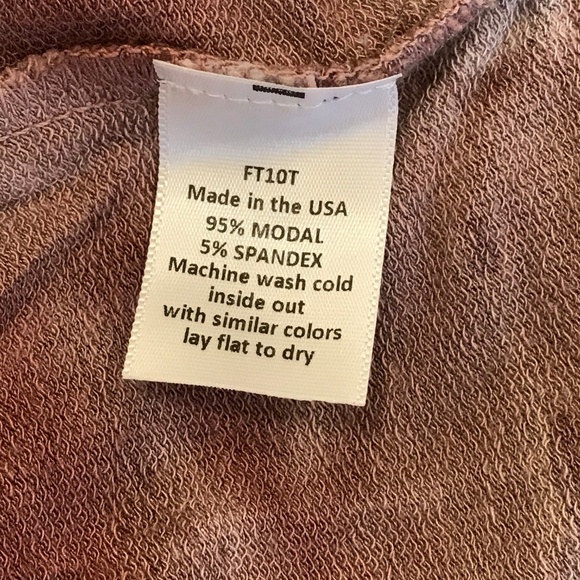 FT10T
Made in the USA
95% MODAL
5% SPANDEX
Machine wash cold
inside out
with similar colors
lay flat to dry